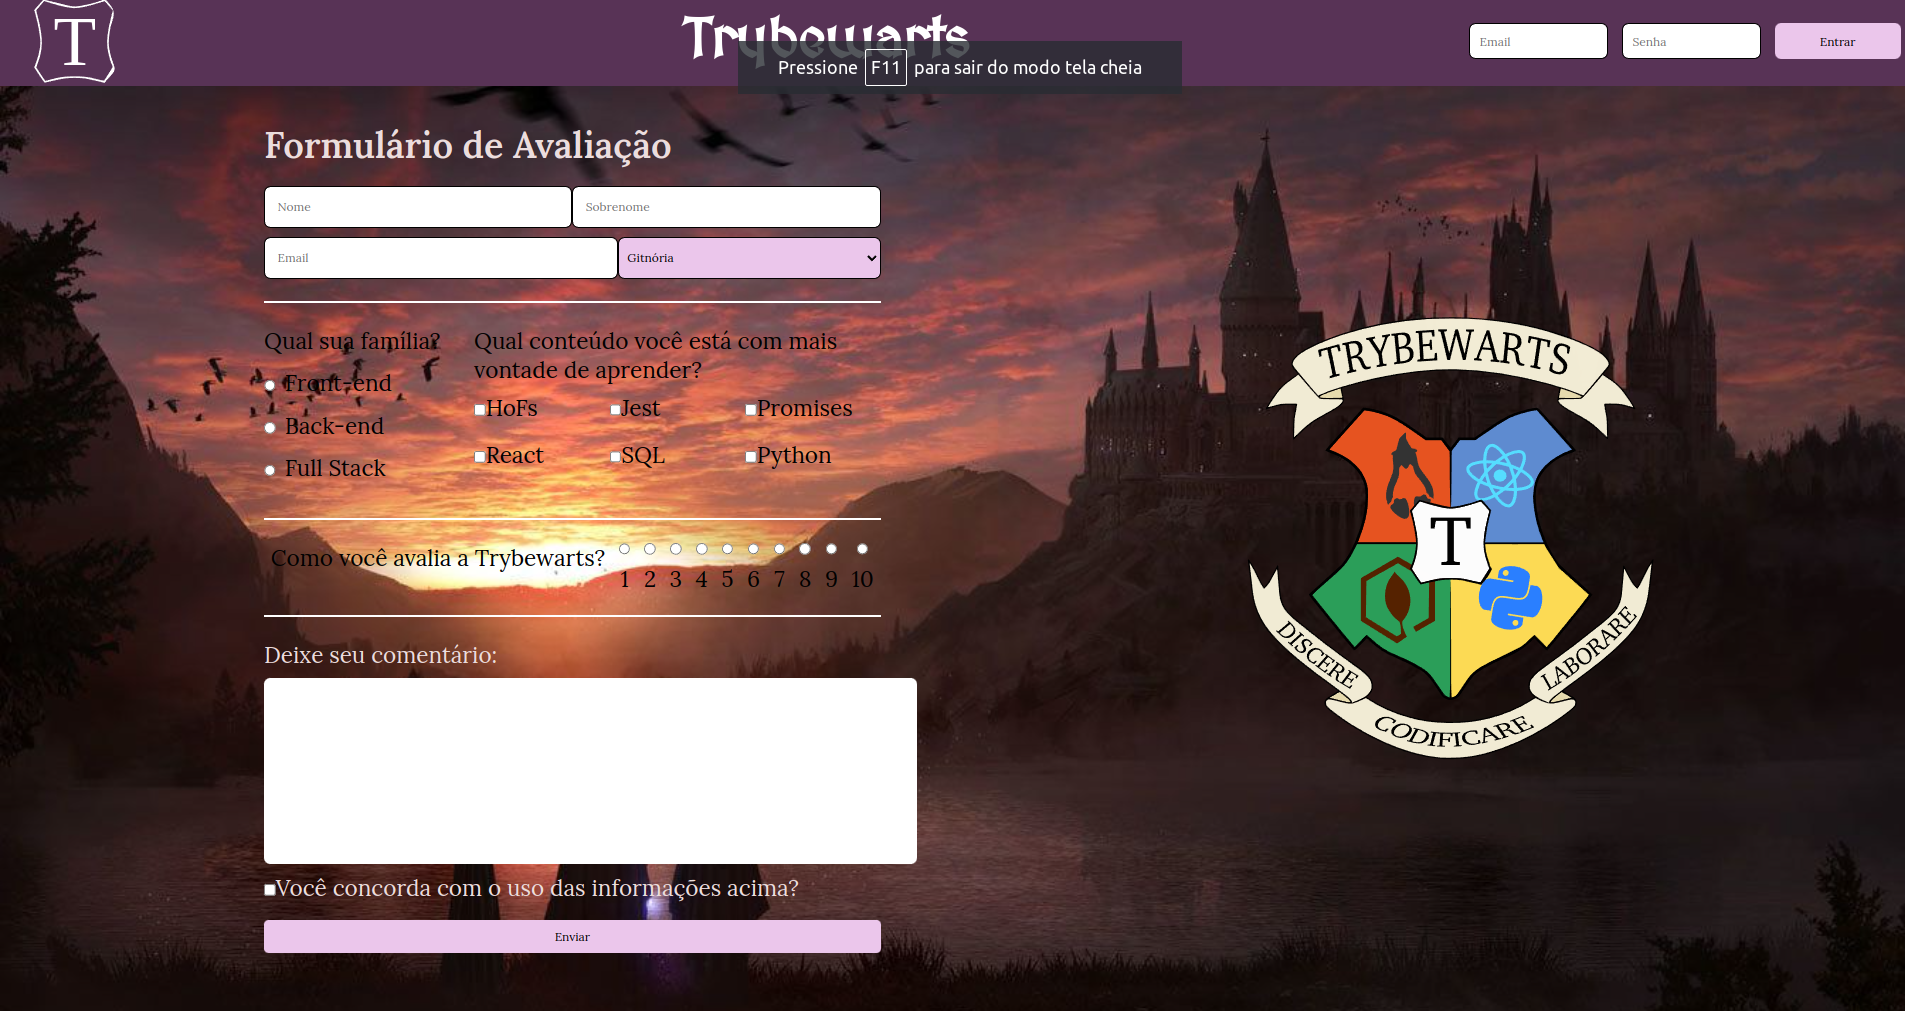 T
Trybewarts
Email
Senha
Entrar
Pressione F11 para sair do modo tela cheia
Formulário de Avaliação
Nome
Sobrenome
Email
Gitnória
Qual sua família?
Front-end
Back-end
Full Stack
Qual conteúdo você está com mais
vontade de aprender?
HoFs
Jest
Promises
React
SQL
Python
Como você avalia a Trybewarts?
1 2 3 4 5 6 7 8 9 10
Deixe seu comentário:
Você concorda com o uso das informações acima?
Enviar
TRYBEWARTS
T
DISCERE
CODIFICARE
LABORARE